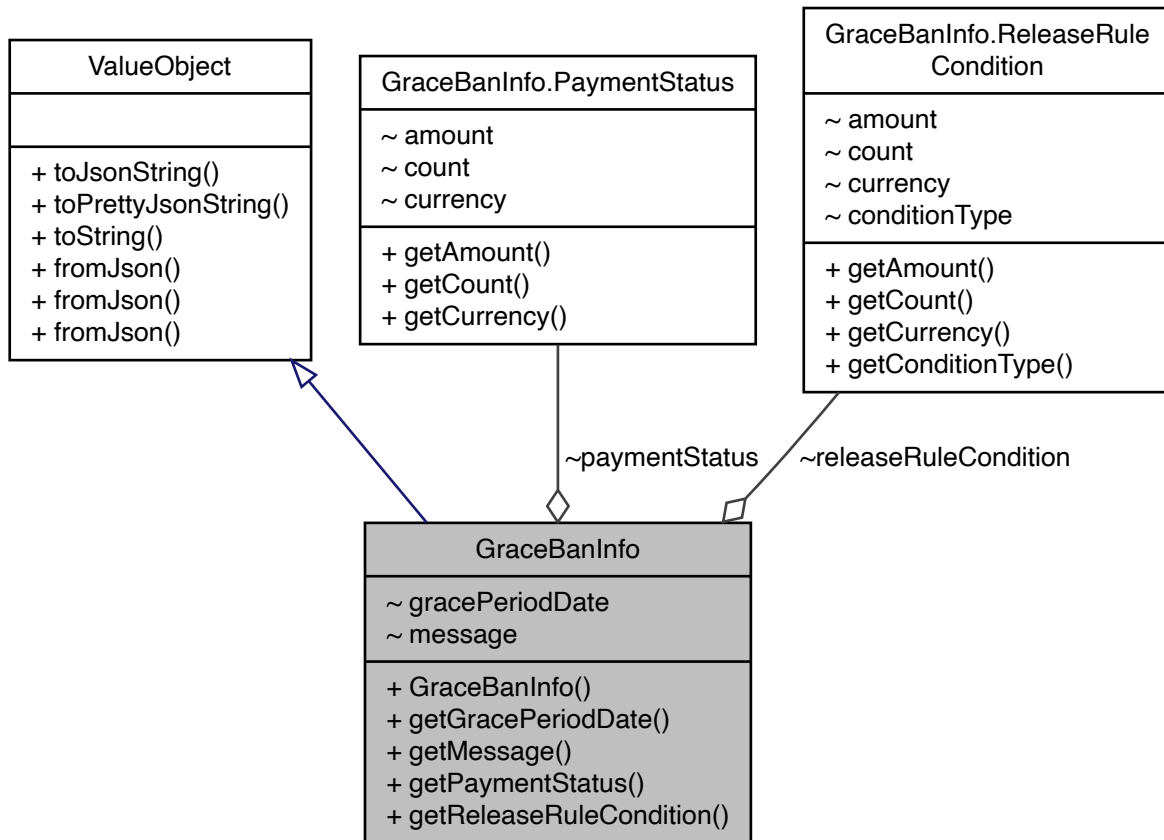 ValueObject
+ toJsonString()
+ toPrettyJsonString()
+ toString()
+ fromJson()
+ fromJson()
+ fromJson()
GraceBanInfo.PaymentStatus
~ amount
~ count
~ currency
+ getAmount()
+ getCount()
+ getCurrency()
GraceBanInfo.ReleaseRule
Condition
~ amount
~ count
~ currency
~ conditionType
+ getAmount()
+ getCount()
+ getCurrency()
+ getConditionType()
~paymentStatus
~releaseRuleCondition
GraceBanInfo
~ gracePeriodDate
~ message
+ GraceBanInfo()
+ getGracePeriodDate()
+ getMessage()
+ getPaymentStatus()
+ getReleaseRuleCondition()